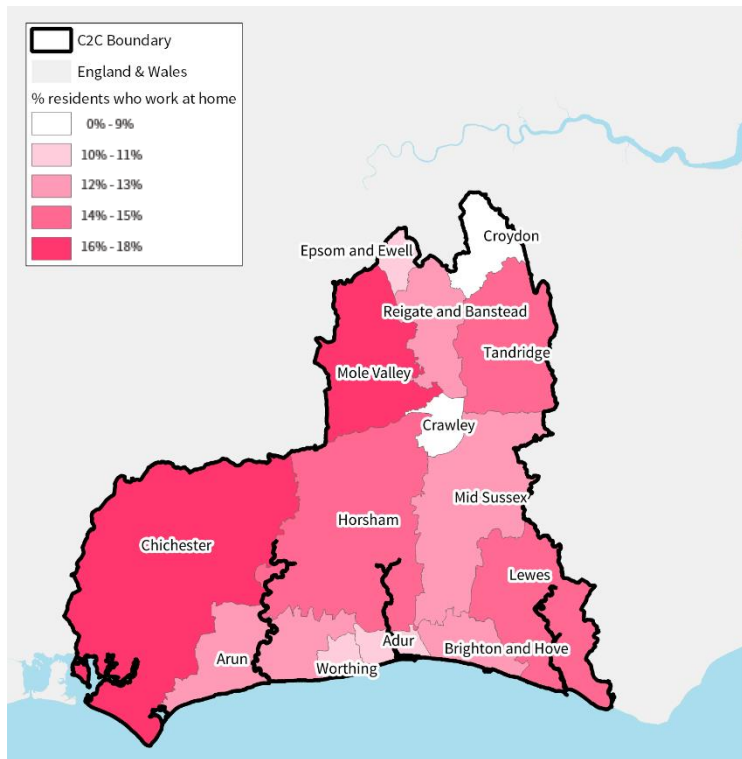 C2C Boundary
England & Wales
% residents who work at home
0% - 9%
10% - 11%
12% - 13%
14% - 15%
16% - 18%
Croydon
Epsom and Ewell
Reigate and Banstead
Tandridge
Mole Valley
Crawley
Mid Sussex
Horsham
Chichester
Lewes
Adur
Brighton and Hove
Arun
Worthing